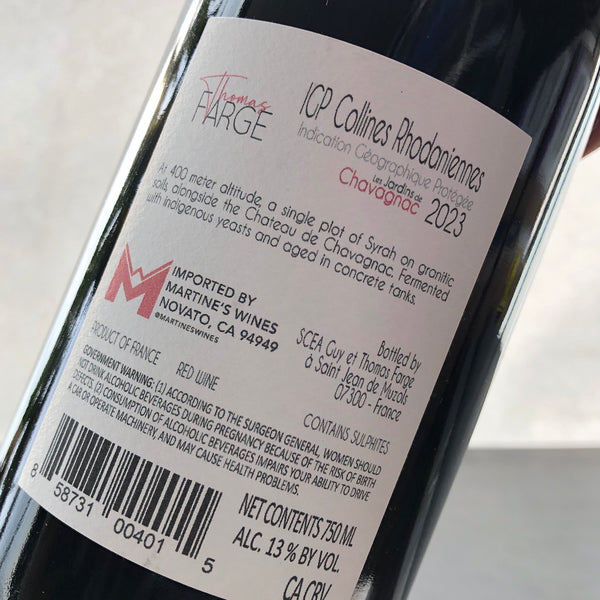 Thomas
FARGE
IGP Collines Rhodaniennes
Indication Géographique Protégée
Les Jardins de
Chavagnac 2023
At 400 meter altitude, a single plot of Syrah on granitic
soils alongside the Chateau de Chavagnac. Fermented
with indigenous yeasts and aged in concrete tanks.
IMPORTED BY
MARTINE'S WINES
NOVATO, CA 94949
@MARTINESWINES
Bottled by
SCEA Guy et Thomas Farge
à Saint Jean de Muzols
07300 - France
PRODUCT OF FRANCE RED WINE
CONTAINS SULPHITES
GOVERNMENT WARNING: (1) ACCORDING TO THE SURGEON GENERAL, WOMEN SHOULD
NOT DRINK ALCOHOLIC BEVERAGES DURING PREGNANCY BECAUSE OF THE RISK OF BIRTH
DEFECTS. (2) CONSUMPTION OF ALCOHOLIC BEVERAGES IMPAIRS YOUR ABILITY TO DRIVE
A CAR OR OPERATE MACHINERY, AND MAY CAUSE HEALTH PROBLEMS.
8 58731 00401 5
NET CONTENTS 750 ML
ALC. 13 % BY VOL.
CA CRV